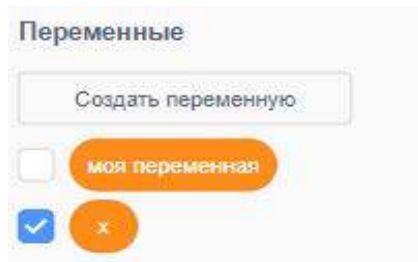 Переменные
Создать переменную
моя переменная
x